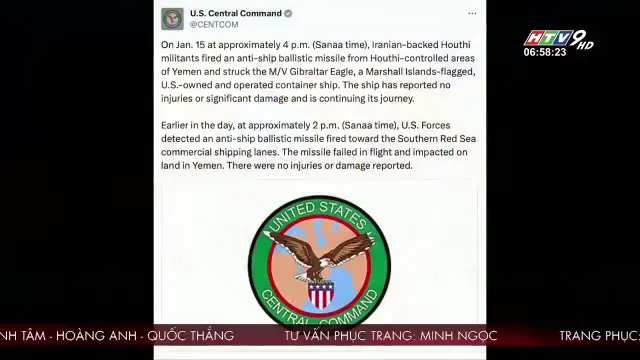 U.S. Central Command
@CENTCOM
On Jan. 15 at approximately 4 p.m. (Sanaa time), Iranian-backed Houthi
militants fired an anti-ship ballistic missile from Houthi-controlled areas
of Yemen and struck the M/V Gibraltar Eagle, a Marshall Islands-flagged,
U.S.-owned and operated container ship. The ship has reported no
injuries or significant damage and is continuing its journey.
Earlier in the day, at approximately 2 p.m. (Sanaa time), U.S. Forces
detected an anti-ship ballistic missile fired toward the Southern Red Sea
commercial shipping lanes. The missile failed in flight and impacted on
land in Yemen. There were no injuries or damage reported.
HTV9 HD
06:58:23
UNITED STATES
CENTRAL COMMAND
NH TÂM - HOÀNG ANH - QUỐC THẮNG TƯ VẤN PHỤC TRANG: MINH NGỌC TRANG PHỤC: